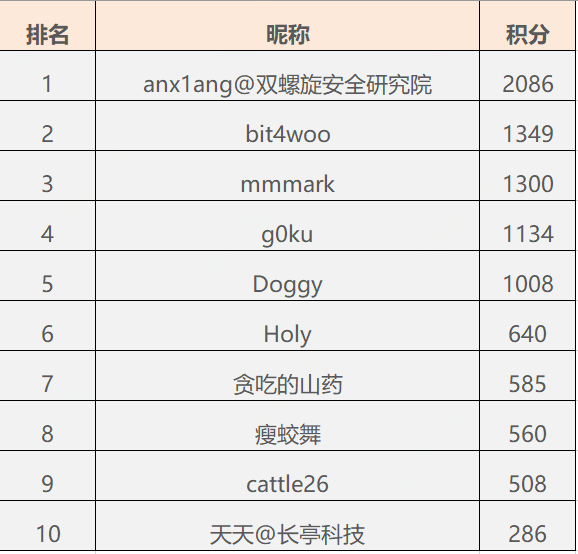 排名 昵称 积分
1 anx1ang@双螺旋安全研究院 2086
2 bit4woo 1349
3 mmmark 1300
4 g0ku 1134
5 Doggy 1008
6 Holy 640
7 贪吃的山药 585
8 瘦蛟舞 560
9 cattle26 508
10 天天@长亭科技 286